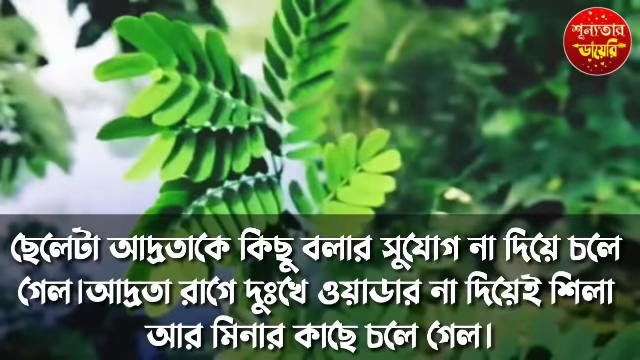 শূন্যতার
ডায়েরি
ছেলেটা আদ্রতাকে কিছু বলার সুযোগ না দিয়ে চলে
গেল।আদ্রতা রাগে দুঃখে ওয়াডার না দিয়েই শিলা
আর মিনার কাছে চলে গেল।